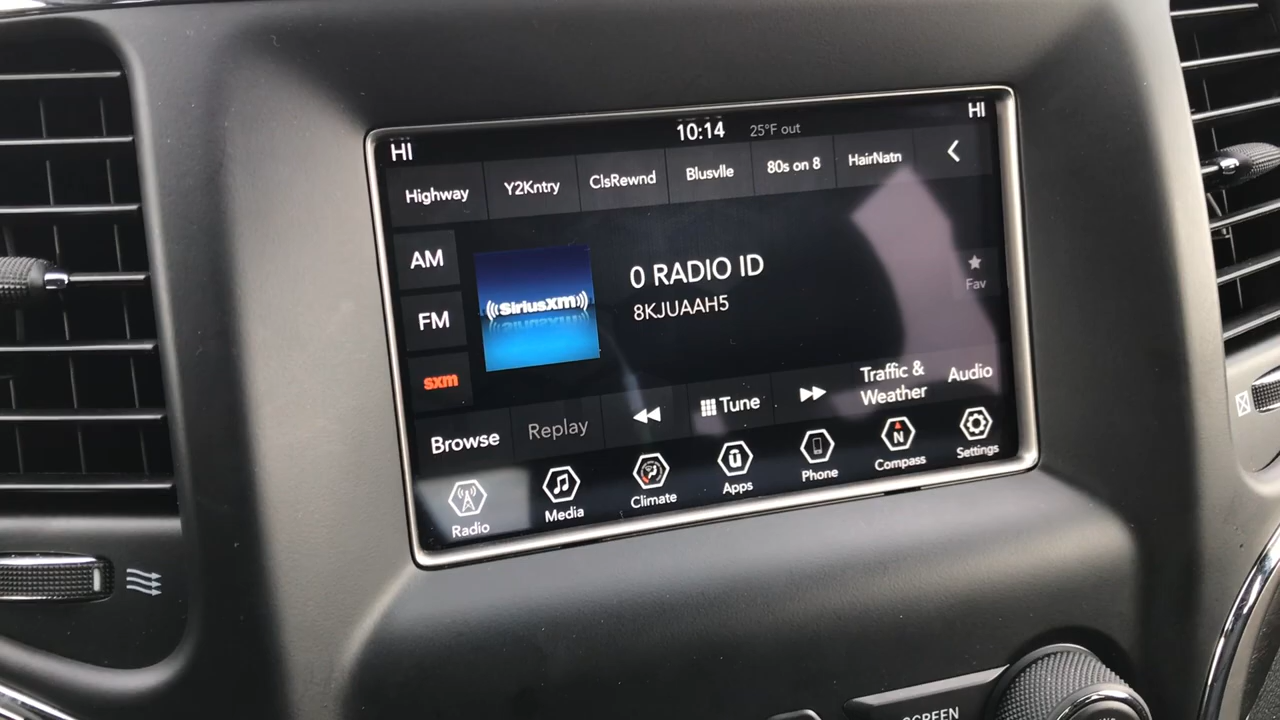 HI 10:14 25°F out HI
Highway Y2Kntry ClsRewnd Blusvlle 80s on 8 HairNatn
AM
FM
sxm
((SiriusXM))
0 RADIO ID
8KJUAAH5
Fav
Browse Replay Tune Traffic & Weather Audio
Radio Media Climate Apps Phone Compass Settings
N
SCREEN